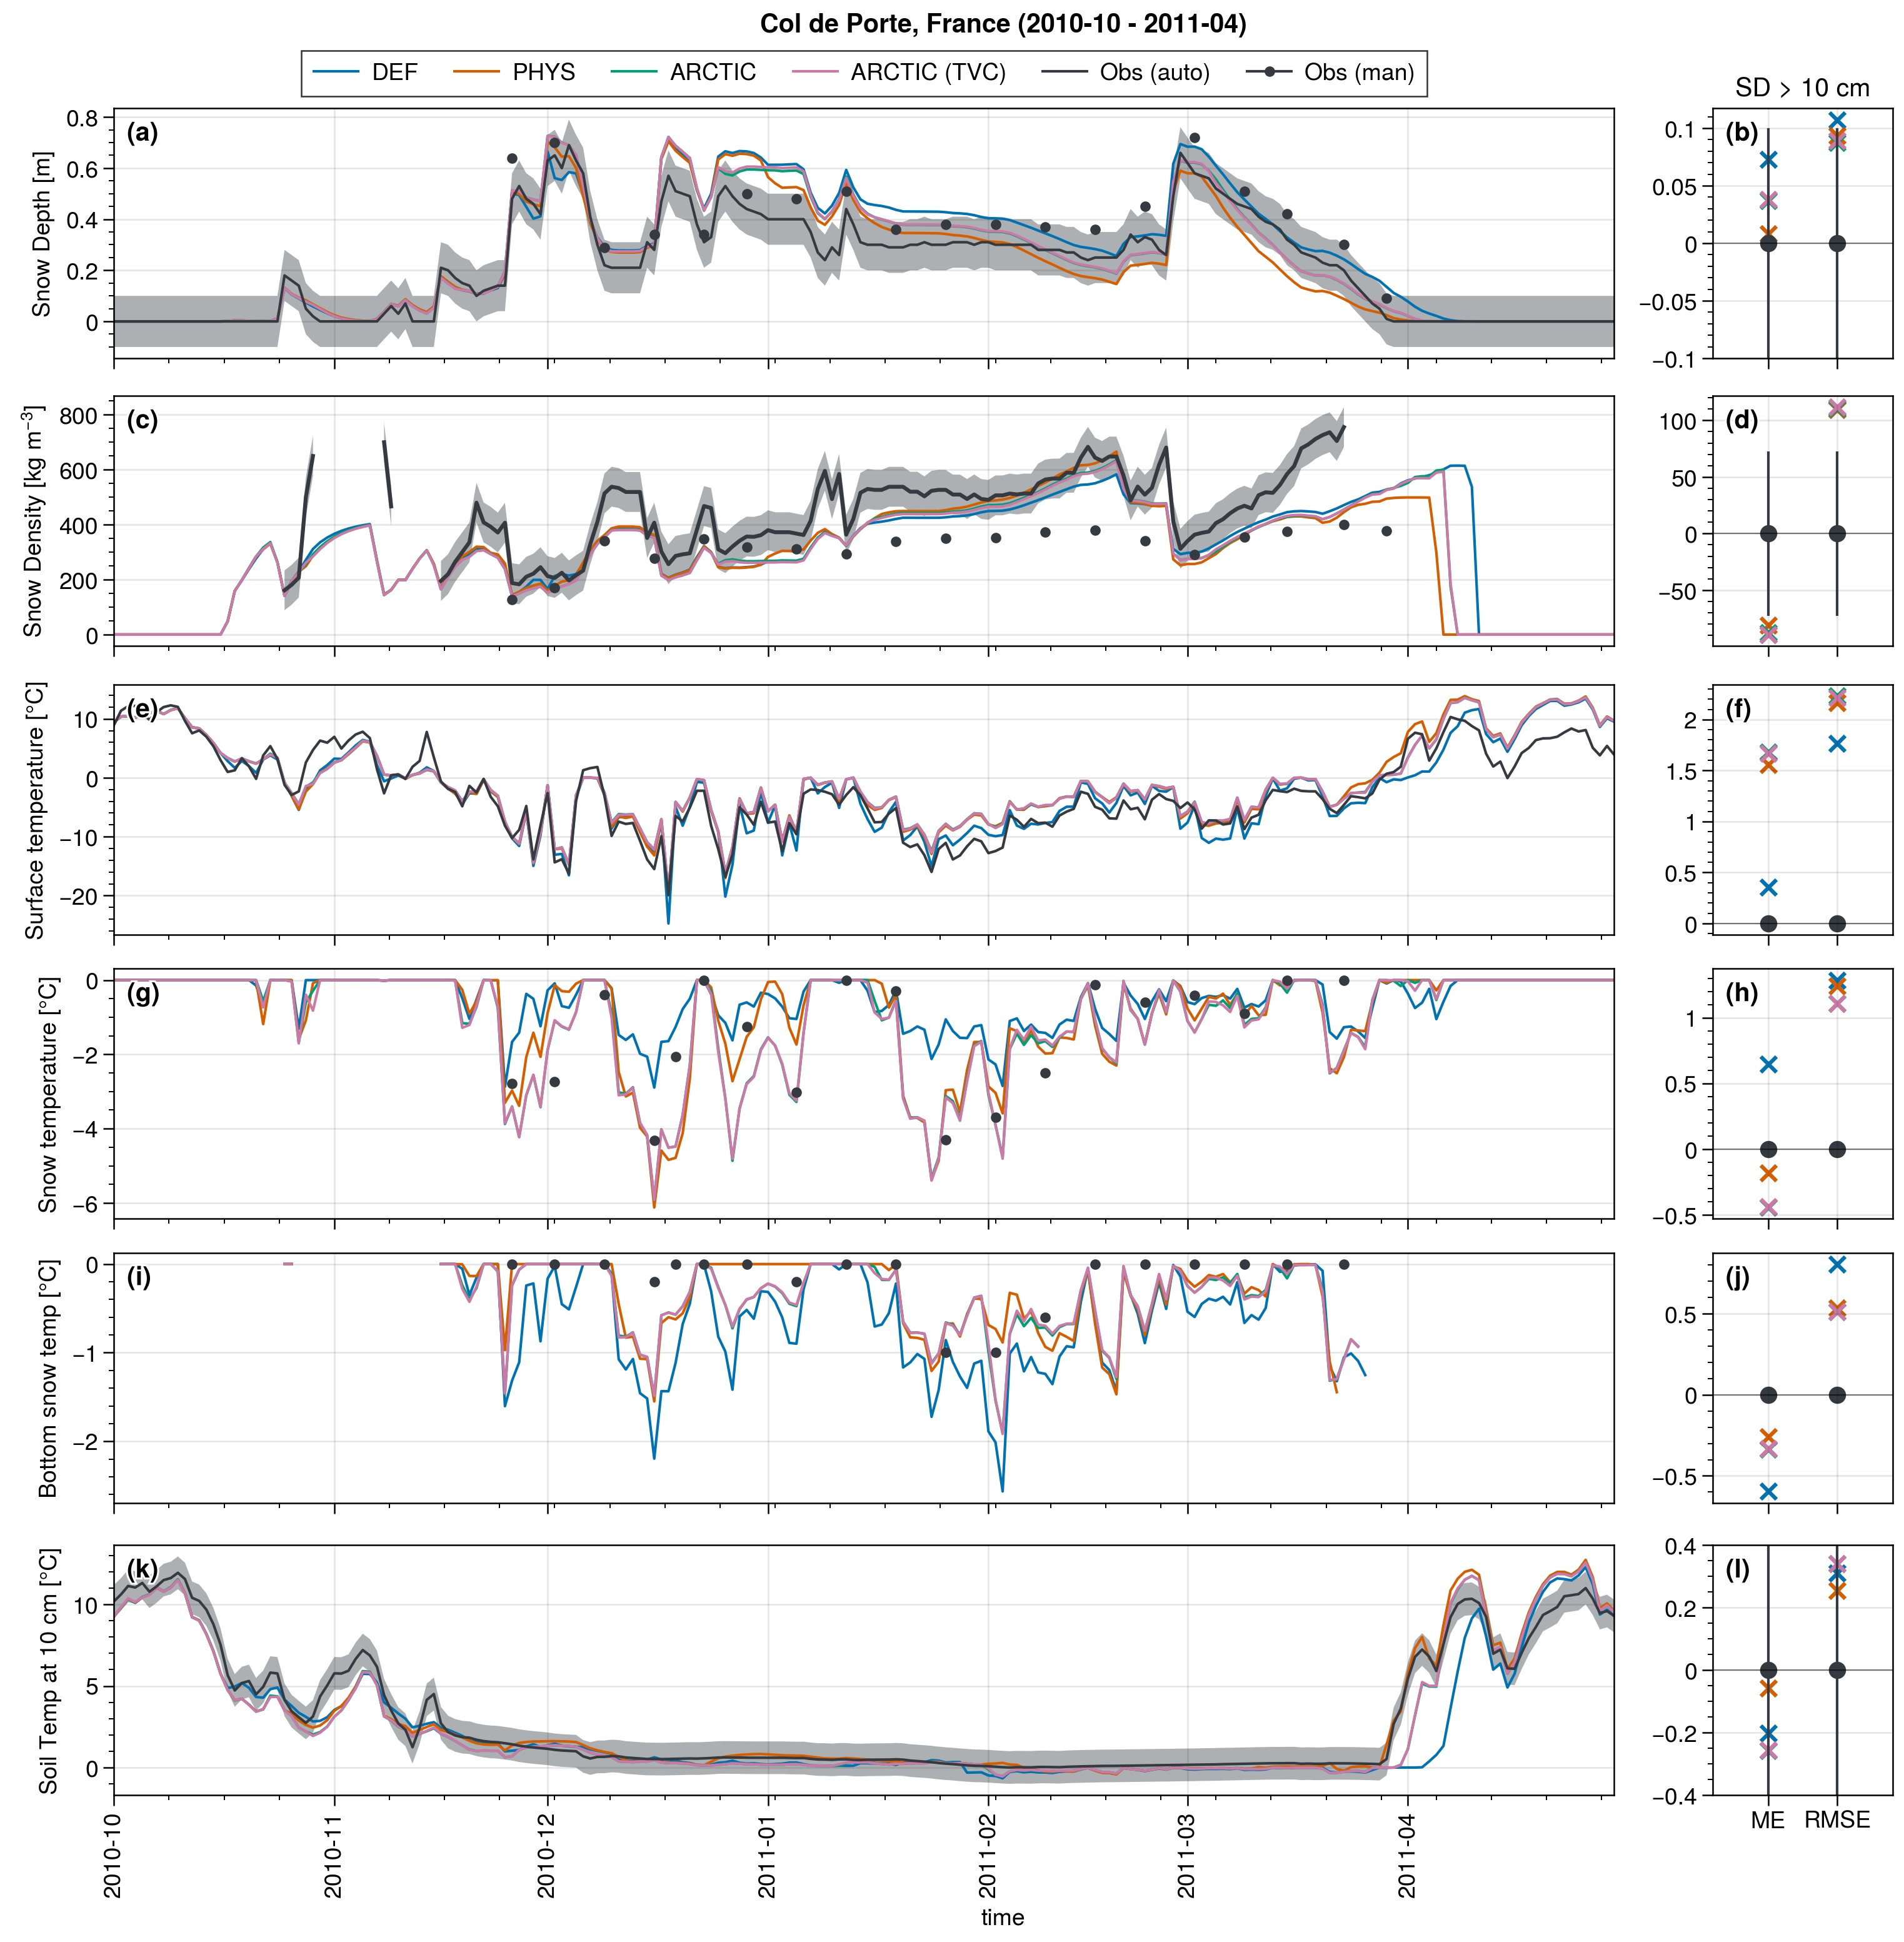 Col de Porte, France (2010-10 - 2011-04)
DEF PHYS ARCTIC ARCTIC (TVC) Obs (auto) Obs (man)
SD > 10 cm
(a)
Snow Depth [m]
0.8
0.6
0.4
0.2
0
(b)
0.1
0.05
0
−0.05
−0.1
(c)
Snow Density [kg m⁻³]
800
600
400
200
0
(d)
100
50
0
−50
(e)
Surface temperature [°C]
10
0
−10
−20
(f)
2
1.5
1
0.5
0
(g)
Snow temperature [°C]
0
−2
−4
−6
(h)
1
0.5
0
−0.5
(i)
Bottom snow temp [°C]
0
−1
−2
(j)
0.5
0
−0.5
(k)
Soil Temp at 10 cm [°C]
10
5
0
(l)
0.4
0.2
0
−0.2
−0.4
2010-10 2010-11 2010-12 2011-01 2011-02 2011-03 2011-04
time
ME RMSE